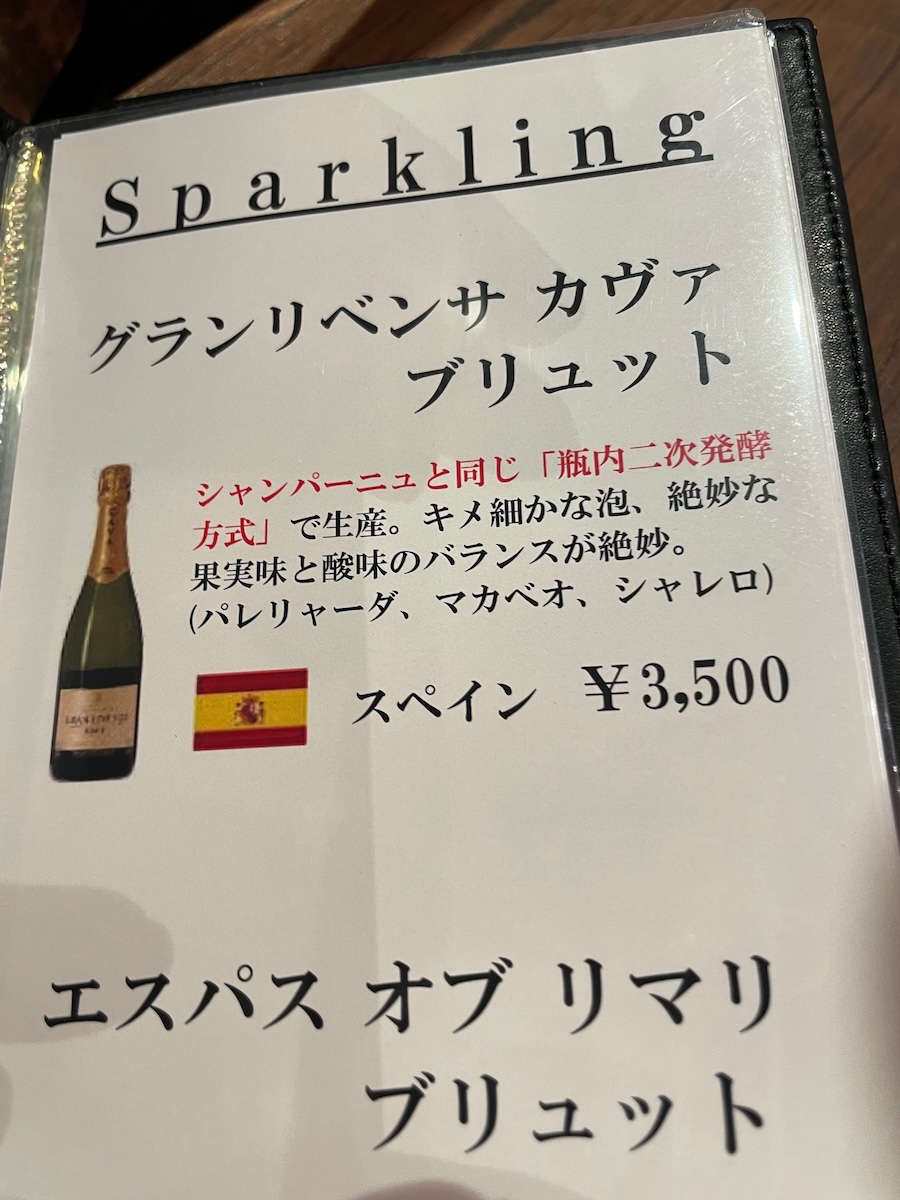 Sparkling
グランリベンサ カヴァ
ブリュット
シャンパーニュと同じ「瓶内二次発酵
方式」で生産。キメ細かな泡、絶妙な
果実味と酸味のバランスが絶妙。
(パレリャーダ、マカベオ、シャレロ)
スペイン ¥3,500
エスパス オブ リマリ
ブリュット